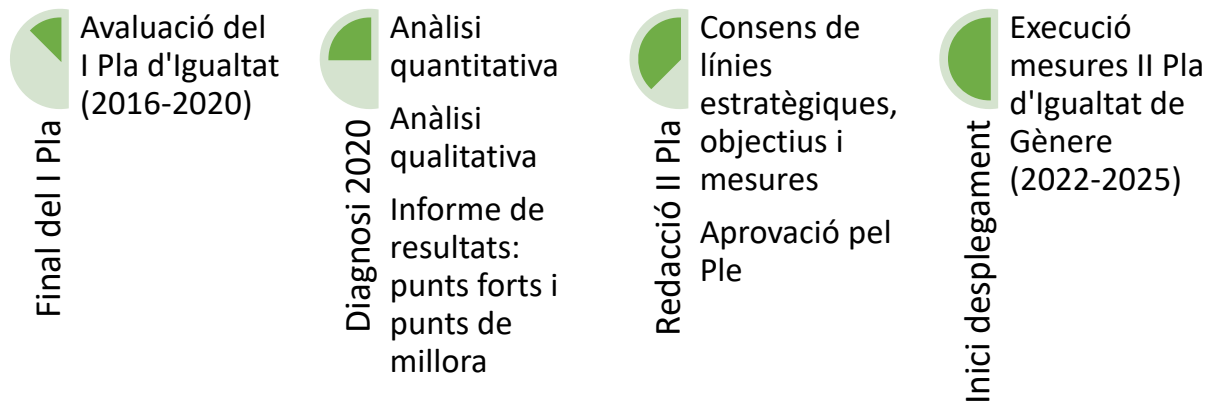 Final del I Pla
Avaluació del
I Pla d'Igualtat
(2016-2020)
Diagnosi 2020
Anàlisi
quantitativa
Anàlisi
qualitativa
Informe de
resultats:
punts forts i
punts de
millora
Redacció II Pla
Consens de
línies
estratègiques,
objectius i
mesures
Aprovació pel
Ple
Inici desplegament
Execució
mesures II Pla
d'Igualtat de
Gènere
(2022-2025)